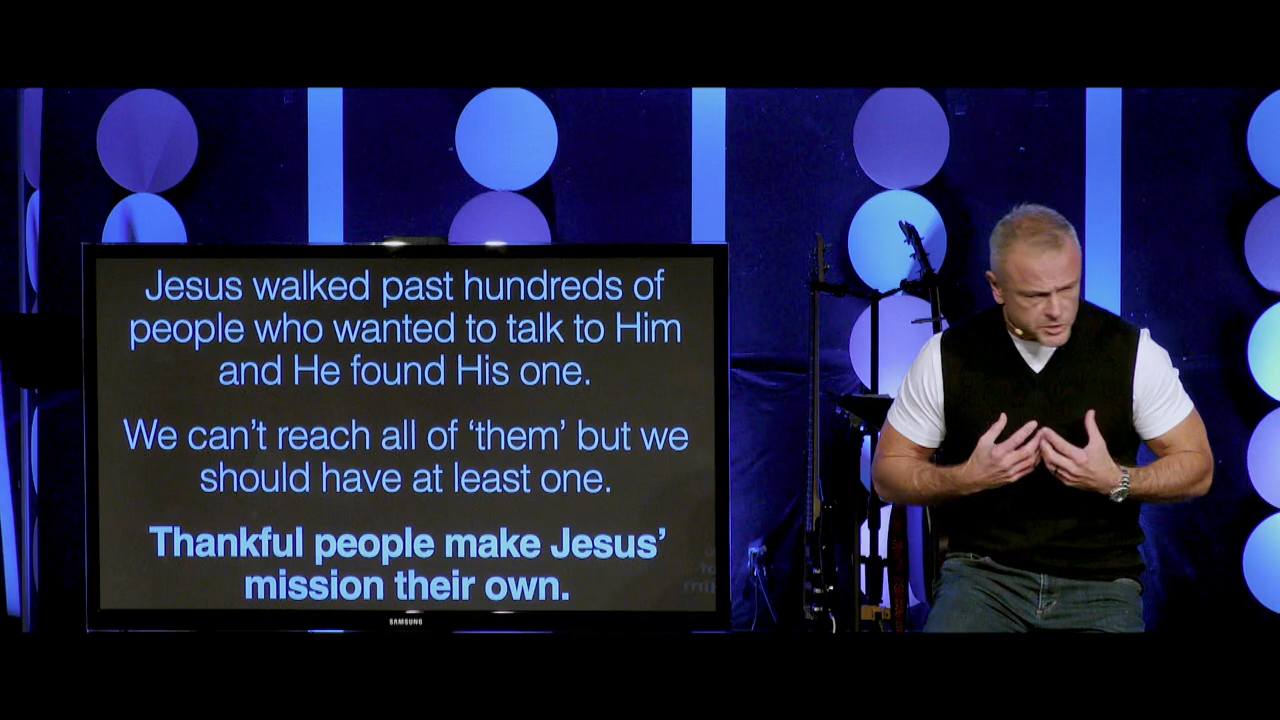 Jesus walked past hundreds of
people who wanted to talk to Him
and He found His one.
We can't reach all of ‘them’ but we
should have at least one.
Thankful people make Jesus’
mission their own.
SAMSUNG